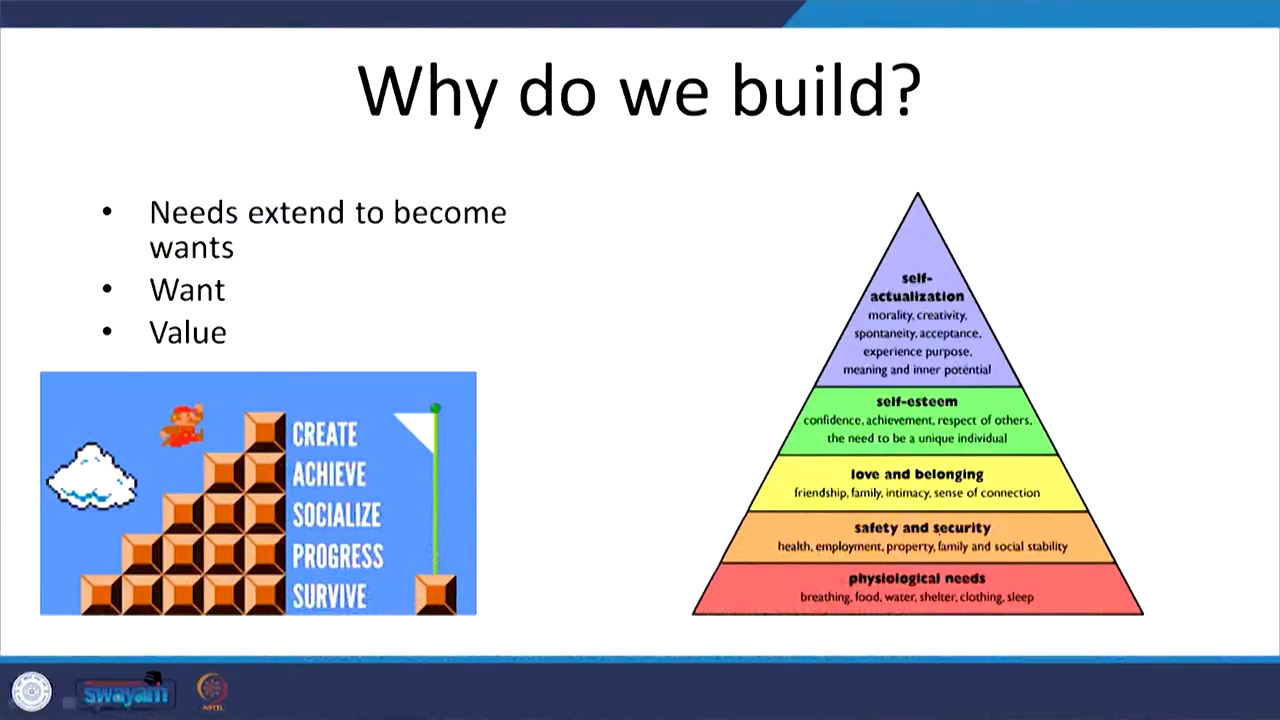 Why do we build?
• Needs extend to become
wants
• Want
• Value
CREATE
ACHIEVE
SOCIALIZE
PROGRESS
SURVIVE
self-
actualization
morality, creativity,
spontaneity, acceptance,
experience purpose,
meaning and inner potential
self-esteem
confidence, achievement, respect of others,
the need to be a unique individual
love and belonging
friendship, family, intimacy, sense of connection
safety and security
health, employment, property, family and social stability
physiological needs
breathing, food, water, shelter, clothing, sleep
swayam
NPTEL